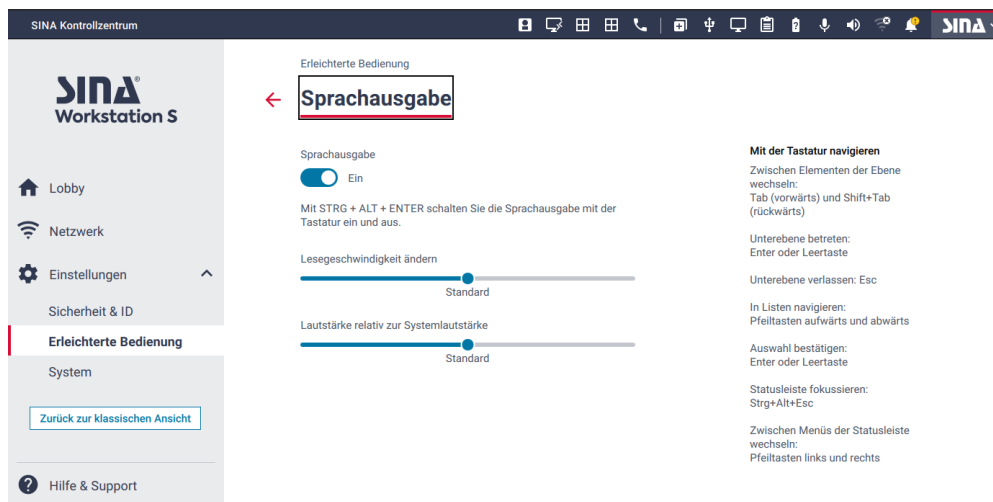 SINA Kontrollzentrum
SINA
SINA®
Workstation S
Lobby
Netzwerk
Einstellungen
Sicherheit & ID
Erleichterte Bedienung
System
Zurück zur klassischen Ansicht
Hilfe & Support
Erleichterte Bedienung
Sprachausgabe
Sprachausgabe
Ein
Mit STRG + ALT + ENTER schalten Sie die Sprachausgabe mit der
Tastatur ein und aus.
Lesegeschwindigkeit ändern
Standard
Lautstärke relativ zur Systemlautstärke
Standard
Mit der Tastatur navigieren
Zwischen Elementen der Ebene
wechseln:
Tab (vorwärts) und Shift+Tab
(rückwärts)
Unterebene betreten:
Enter oder Leertaste
Unterebene verlassen: Esc
In Listen navigieren:
Pfeiltasten aufwärts und abwärts
Auswahl bestätigen:
Enter oder Leertaste
Statusleiste fokussieren:
Strg+Alt+Esc
Zwischen Menüs der Statusleiste
wechseln:
Pfeiltasten links und rechts